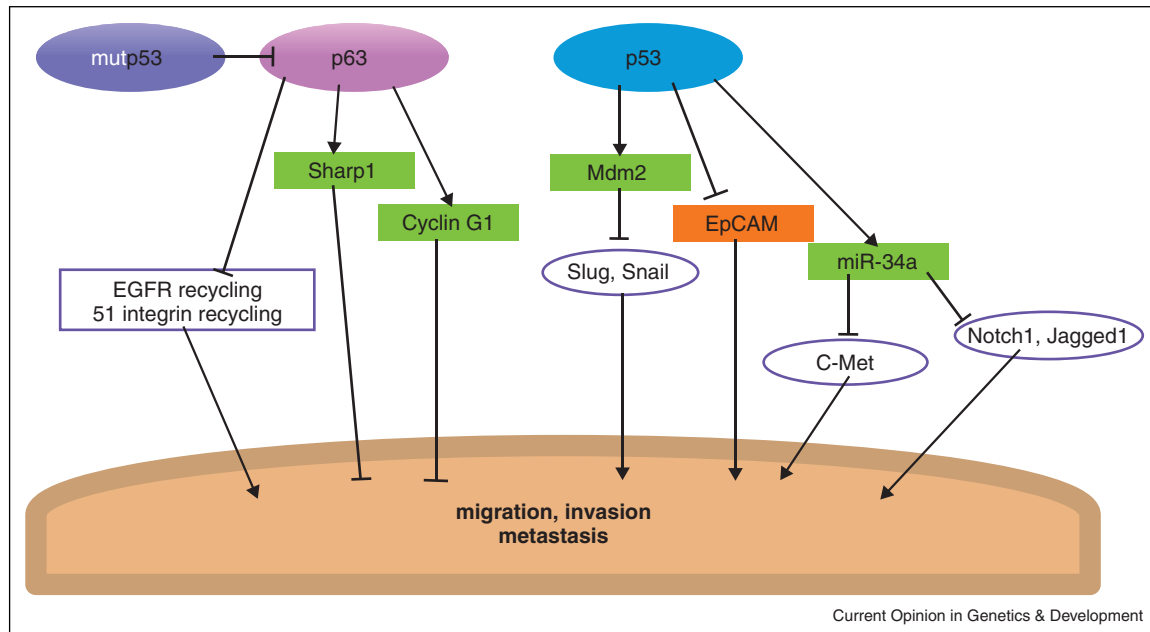 mutp53
p63
p53
Sharp1
Mdm2
Cyclin G1
EpCAM
miR-34a
EGFR recycling
51 integrin recycling
Slug, Snail
Notch1, Jagged1
C-Met
migration, invasion
metastasis
Current Opinion in Genetics & Development